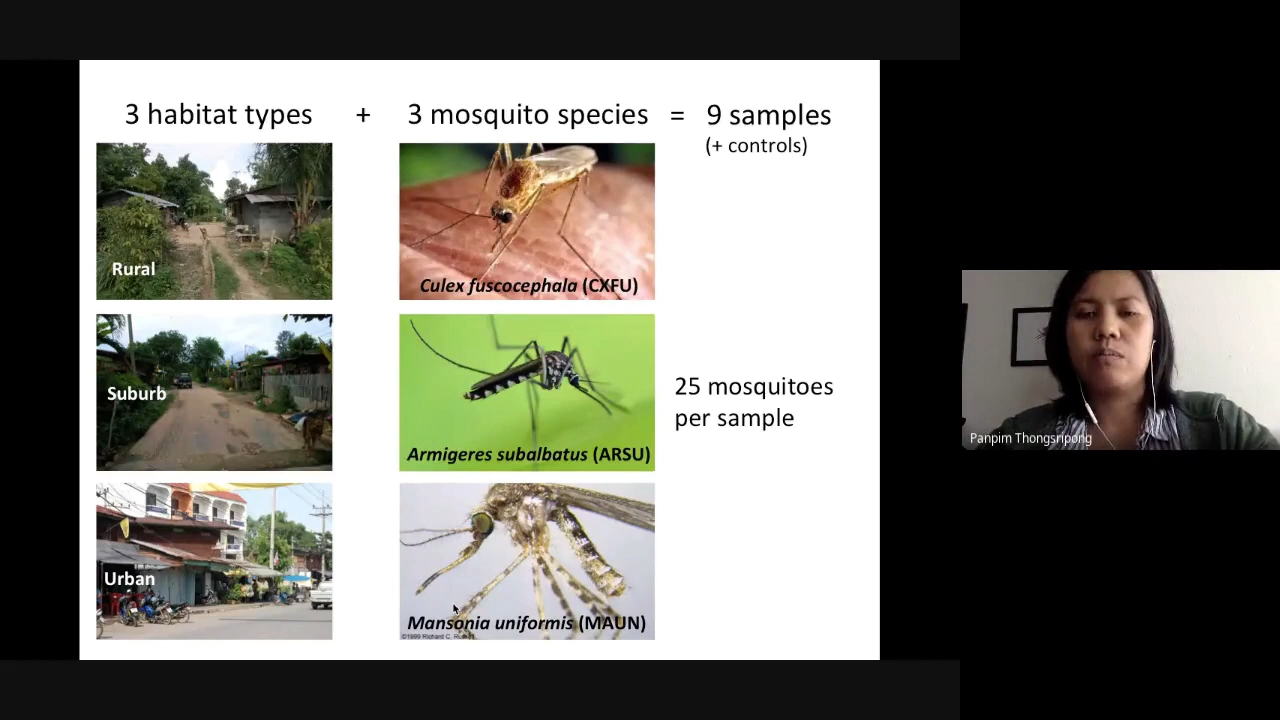 3 habitat types + 3 mosquito species = 9 samples
(+ controls)
Rural
Culex fuscocephala (CXFU)
Suburb
Armigeres subalbatus (ARSU)
25 mosquitoes
per sample
Urban
Mansonia uniformis (MAUN)
Panpim Thongsripong